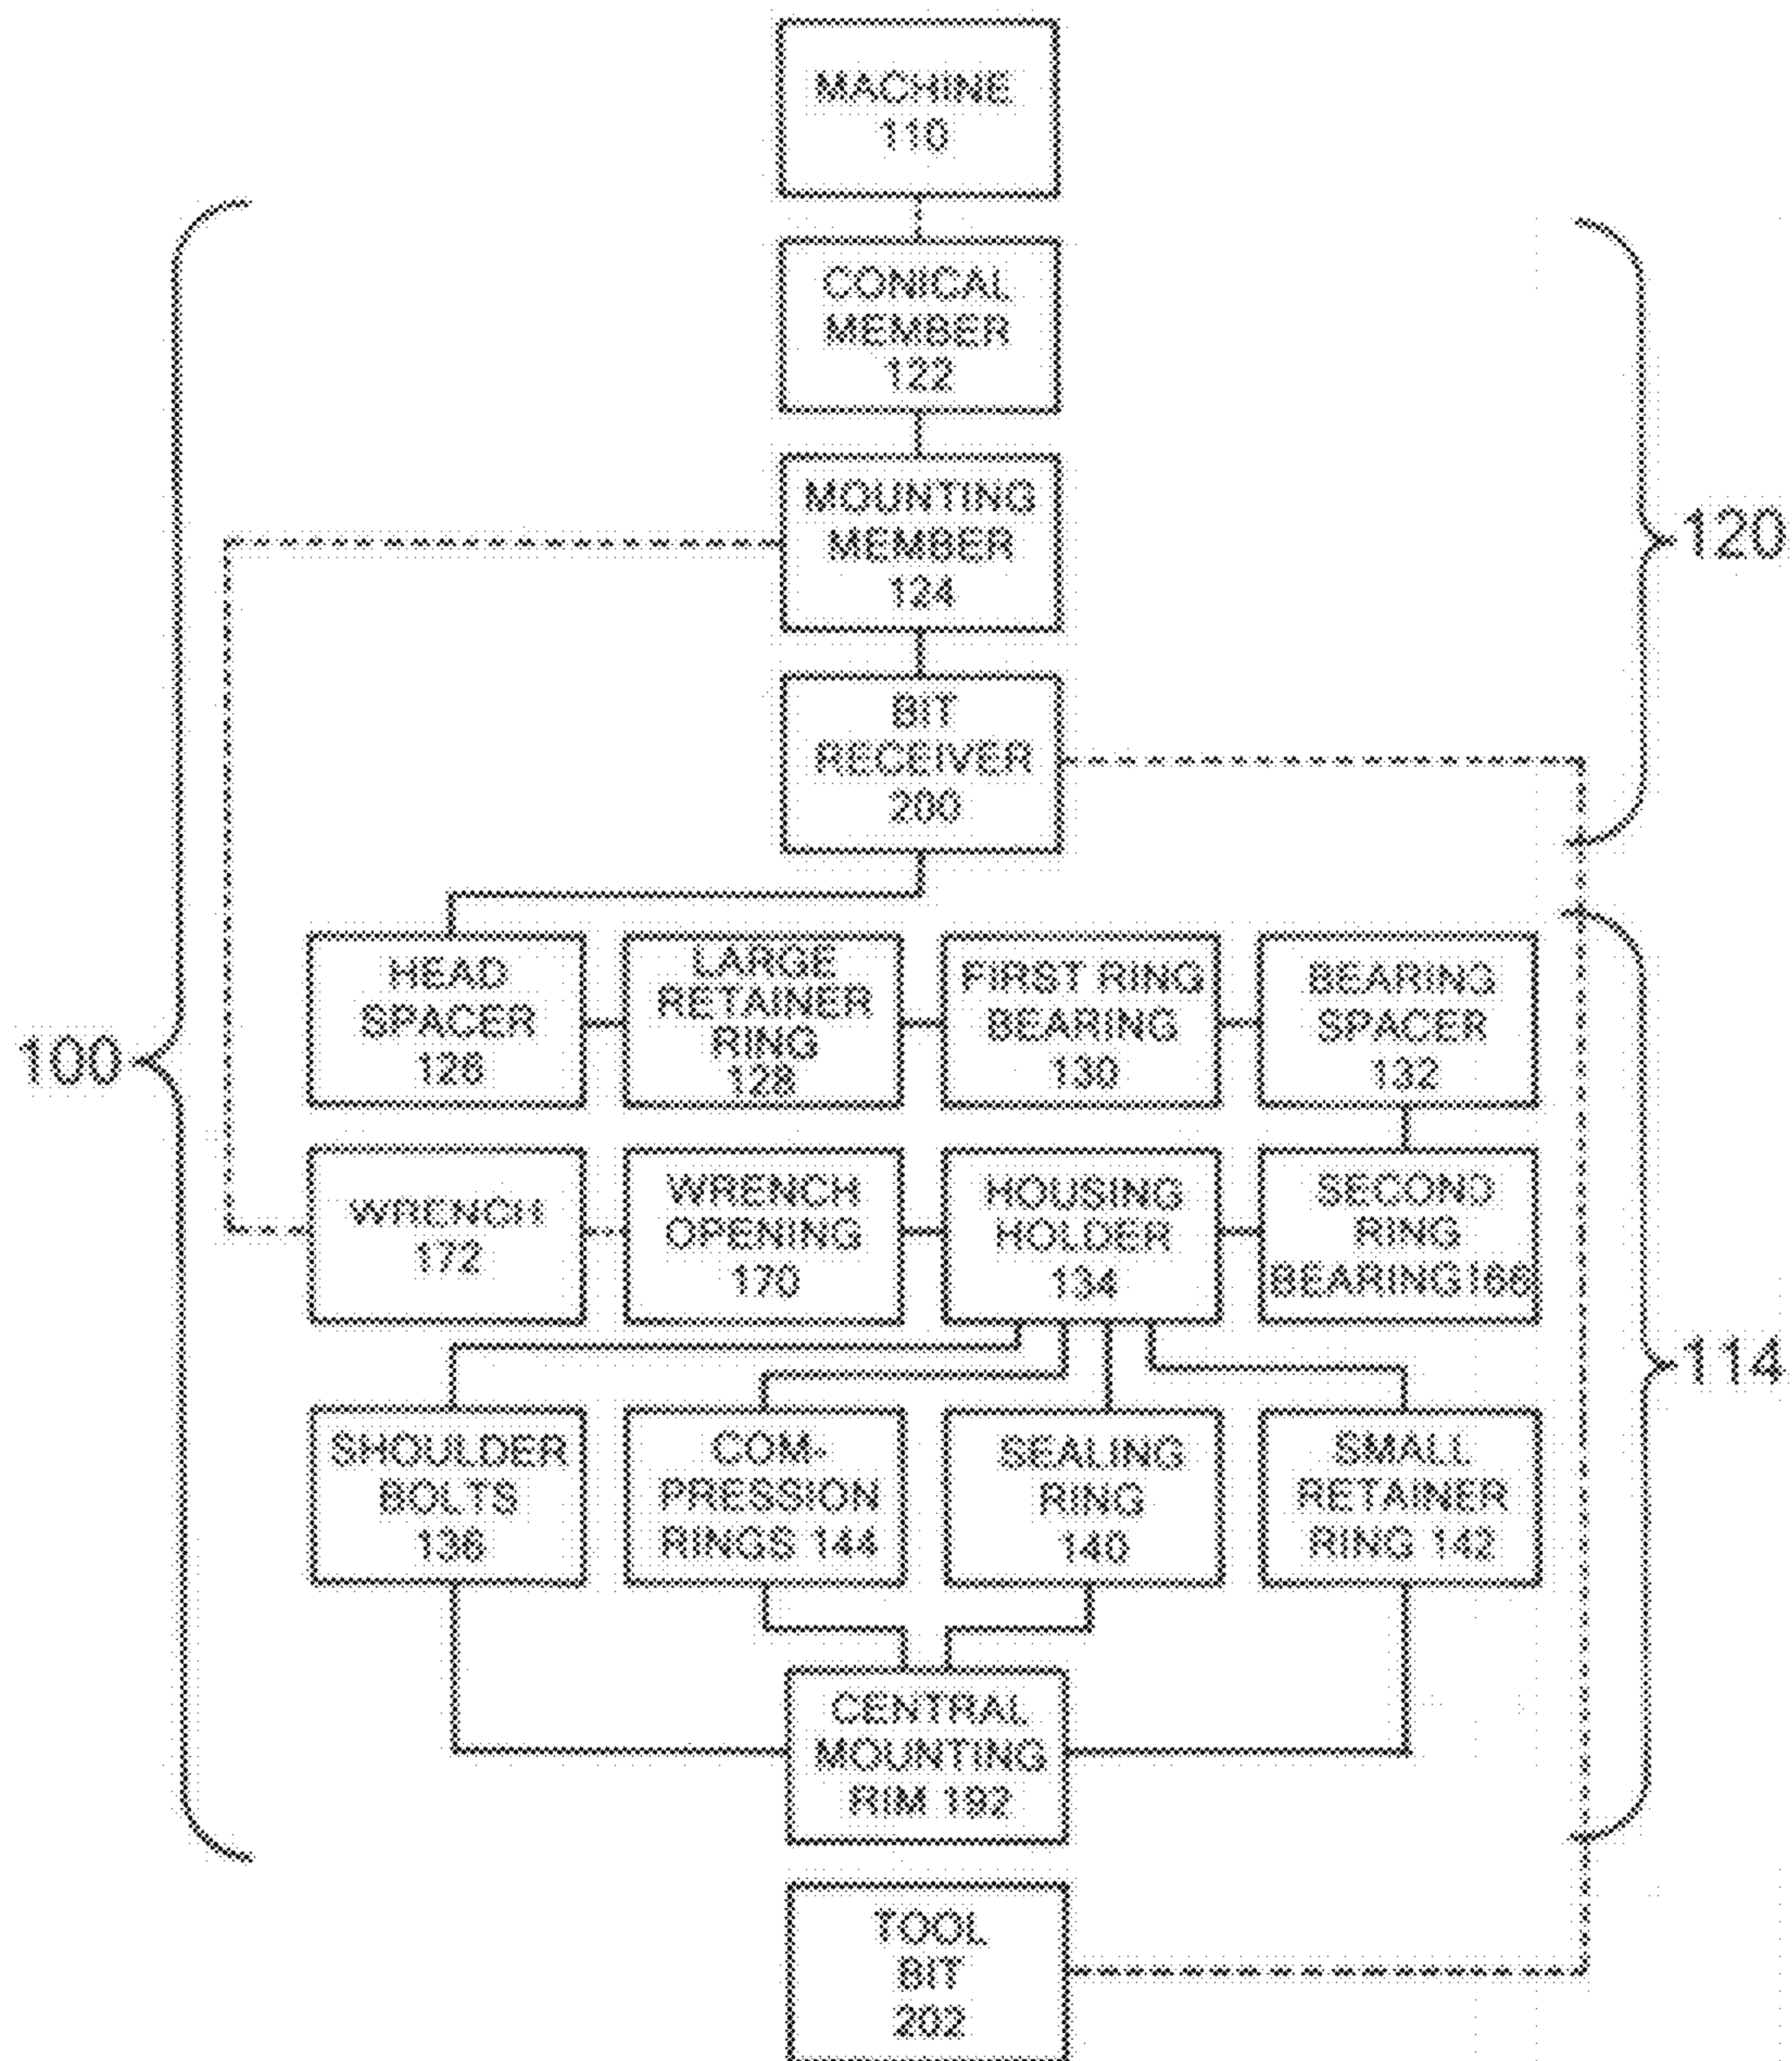 MACHINE
110
CONICAL
MEMBER
122
MOUNTING
MEMBER
124
120
BIT
RECEIVER
200
HEAD
SPACER
126
LARGE
RETAINER
RING
128
FIRST RING
BEARING
130
BEARING
SPACER
132
100
WRENCH
172
WRENCH
OPENING
170
HOUSING
HOLDER
134
SECOND
RING
BEARING 166
114
SHOULDER
BOLTS
136
COM-
PRESSION
RINGS 144
SEALING
RING
140
SMALL
RETAINER
RING 142
CENTRAL
MOUNTING
RIM 192
TOOL
BIT
202